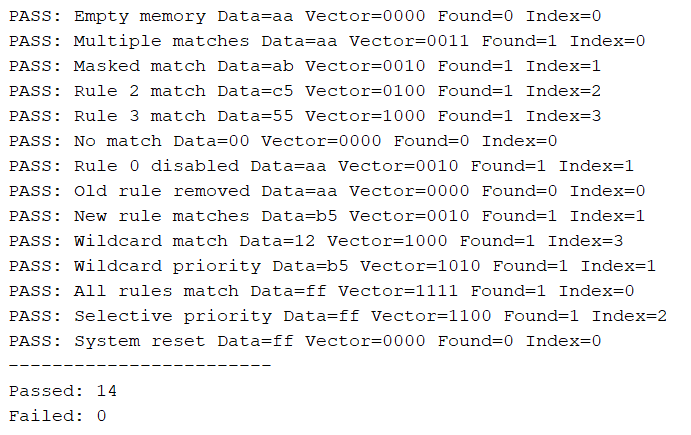 PASS: Empty memory Data=aa Vector=0000 Found=0 Index=0
PASS: Multiple matches Data=aa Vector=0011 Found=1 Index=0
PASS: Masked match Data=ab Vector=0010 Found=1 Index=1
PASS: Rule 2 match Data=c5 Vector=0100 Found=1 Index=2
PASS: Rule 3 match Data=55 Vector=1000 Found=1 Index=3
PASS: No match Data=00 Vector=0000 Found=0 Index=0
PASS: Rule 0 disabled Data=aa Vector=0010 Found=1 Index=1
PASS: Old rule removed Data=aa Vector=0000 Found=0 Index=0
PASS: New rule matches Data=b5 Vector=0010 Found=1 Index=1
PASS: Wildcard match Data=12 Vector=1000 Found=1 Index=3
PASS: Wildcard priority Data=b5 Vector=1010 Found=1 Index=1
PASS: All rules match Data=ff Vector=1111 Found=1 Index=0
PASS: Selective priority Data=ff Vector=1100 Found=1 Index=2
PASS: System reset Data=ff Vector=0000 Found=0 Index=0
------------------------
Passed: 14
Failed: 0